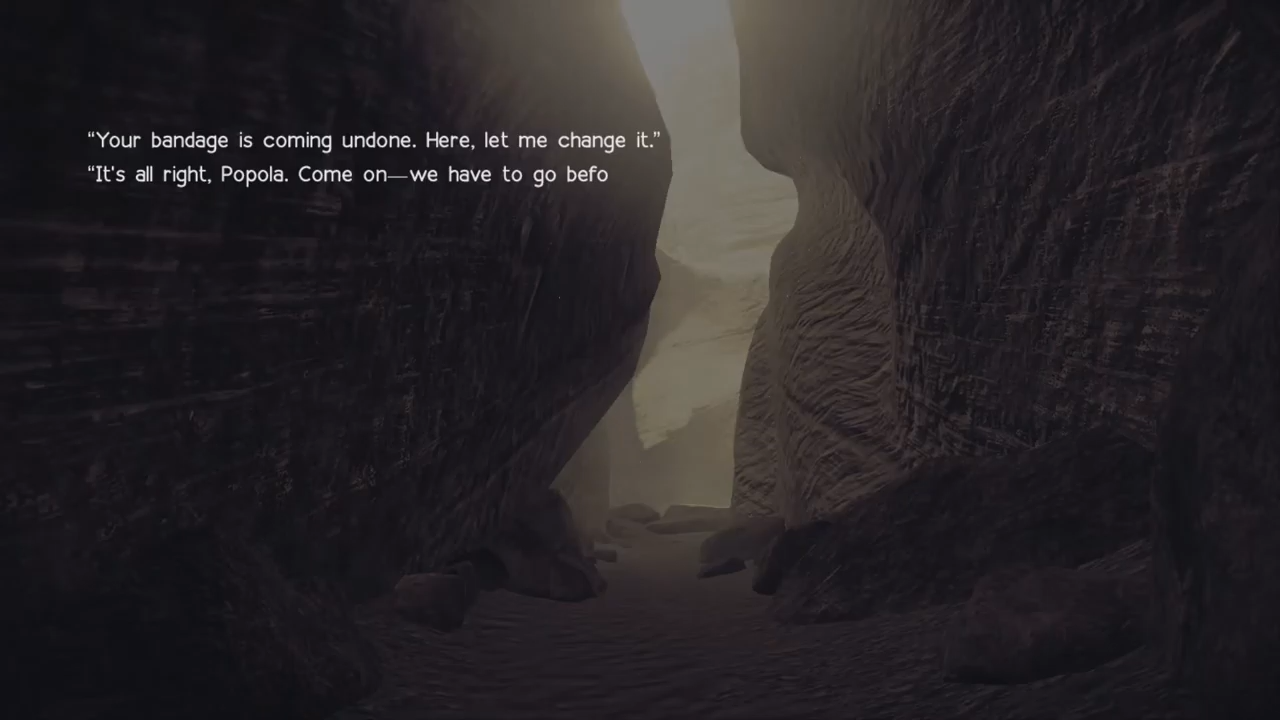 “Your bandage is coming undone. Here, let me change it.”
“It's all right, Popola. Come on—we have to go befo